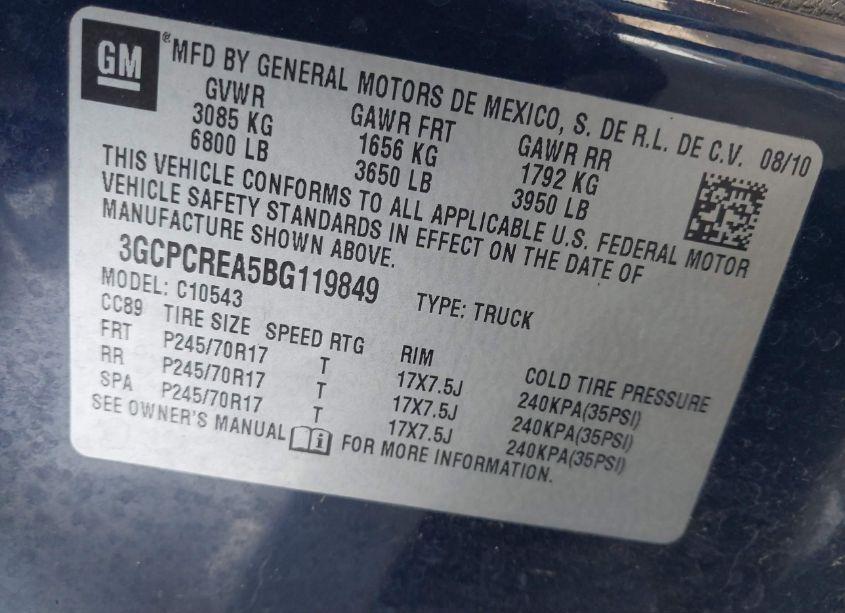 GM ® MFD BY GENERAL MOTORS DE MEXICO, S. DE R.L. DE C.V. 08/10
GVWR GAWR FRT GAWR RR
3085 KG 1656 KG 1792 KG
6800 LB 3650 LB 3950 LB
THIS VEHICLE CONFORMS TO ALL APPLICABLE U.S. FEDERAL MOTOR
VEHICLE SAFETY STANDARDS IN EFFECT ON THE DATE OF
MANUFACTURE SHOWN ABOVE.
3GCPCREA5BG119849 TYPE: TRUCK
MODEL: C10543
CC89 TIRE SIZE SPEED RTG RIM COLD TIRE PRESSURE
FRT P245/70R17 T 17X7.5J 240KPA(35PSI)
RR P245/70R17 T 17X7.5J 240KPA(35PSI)
SPA P245/70R17 T 17X7.5J 240KPA(35PSI)
SEE OWNER'S MANUAL FOR MORE INFORMATION.